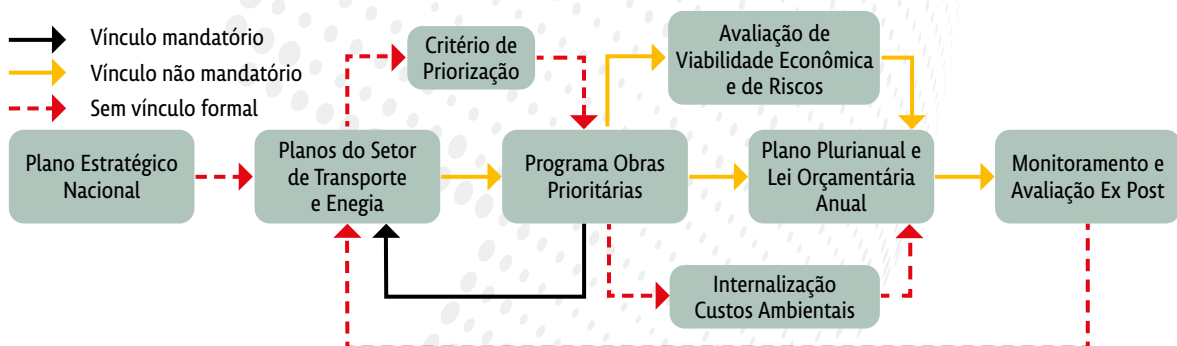 Vínculo mandatório
Vínculo não mandatório
Sem vínculo formal
Critério de
Priorização
Avaliação de
Viabilidade Econômica
e de Riscos
Plano Estratégico
Nacional
Planos do Setor
de Transporte
e Enegia
Programa Obras
Prioritárias
Plano Plurianual e
Lei Orçamentária
Anual
Monitoramento e
Avaliação Ex Post
Internalização
Custos Ambientais